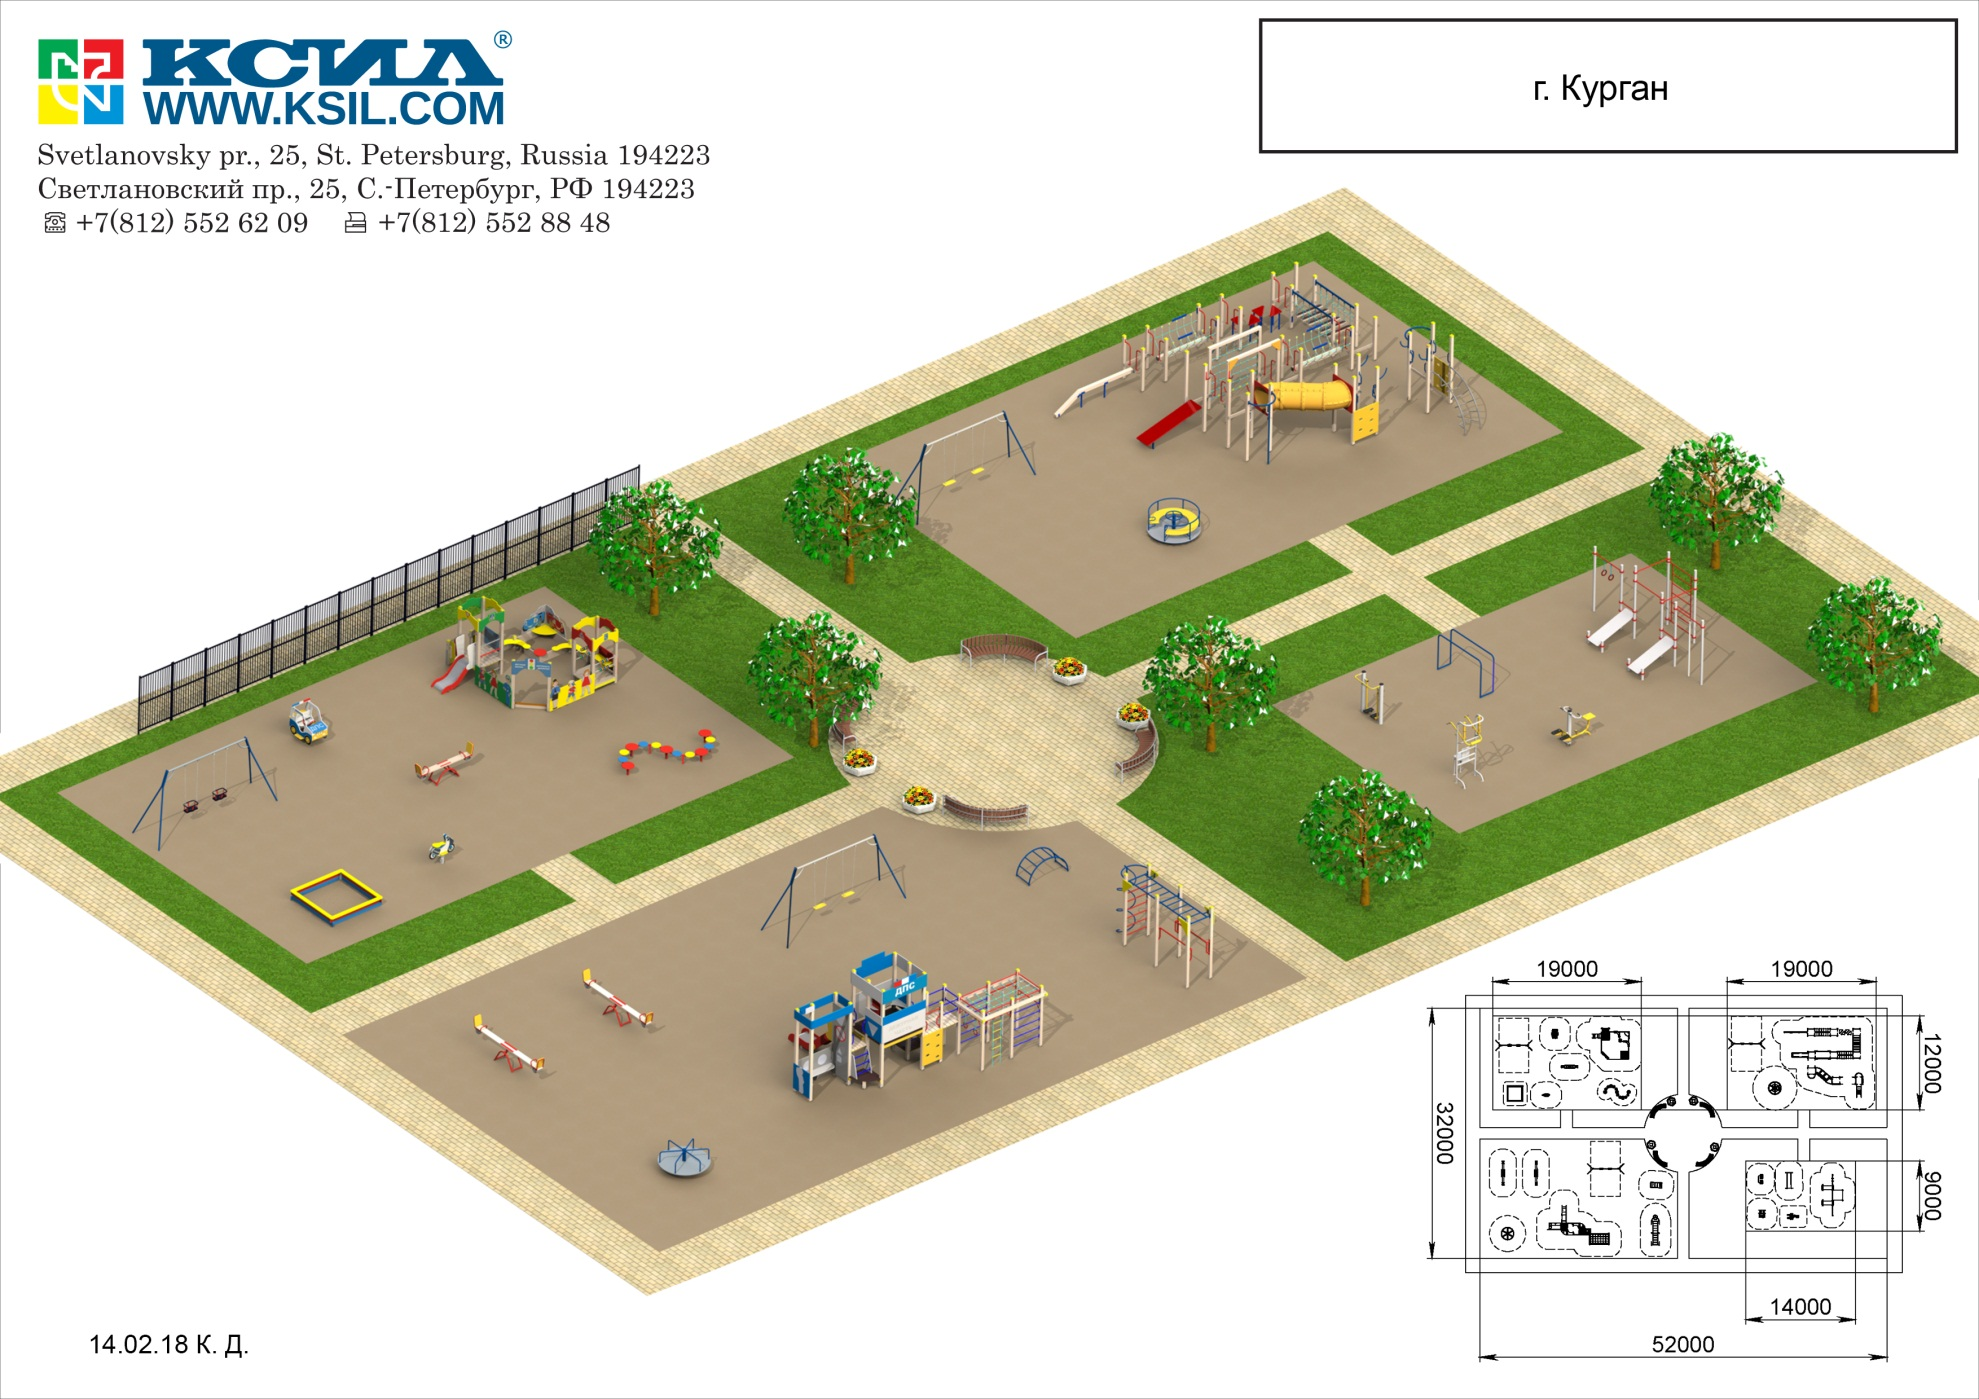 КСИЛ®
WWW.KSIL.COM
Svetlanovsky pr., 25, St. Petersburg, Russia 194223
Светлановский пр., 25, С.-Петербург, РФ 194223
+7(812) 552 62 09 +7(812) 552 88 48
г. Курган
ДПС
19000
19000
12000
32000
9000
14000
52000
14.02.18 К. Д.